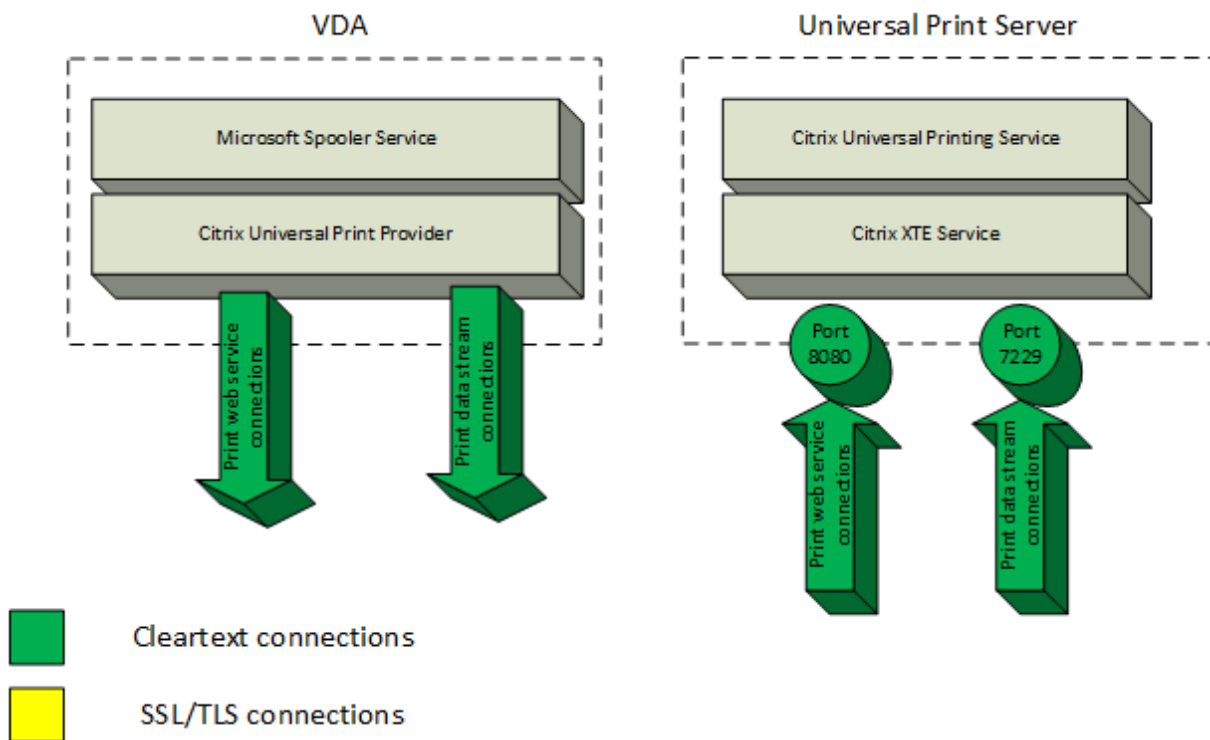 VDA
Universal Print Server
Microsoft Spooler Service
Citrix Universal Print Provider
Citrix Universal Printing Service
Citrix XTE Service
Print web service
connections
Print data stream
connections
Port
8080
Port
7229
Print web service
connections
Print data stream
connections
Cleartext connections
SSL/TLS connections